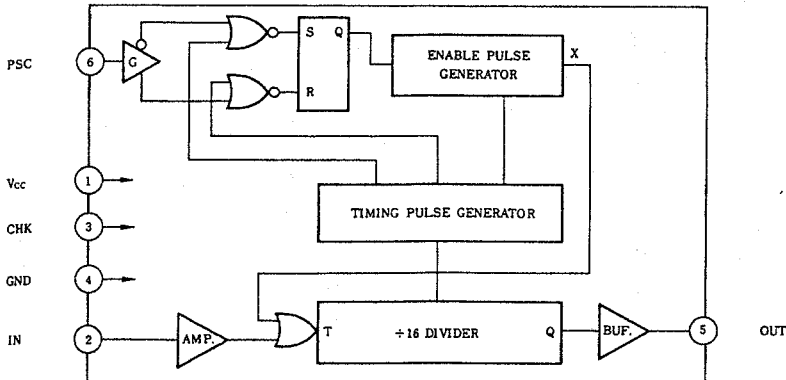 PSC 6 G S Q ENABLE PULSE GENERATOR X
R
Vcc 1
CHK 3 TIMING PULSE GENERATOR
GND 4
IN 2 AMP. T ÷16 DIVIDER Q BUF. 5 OUT